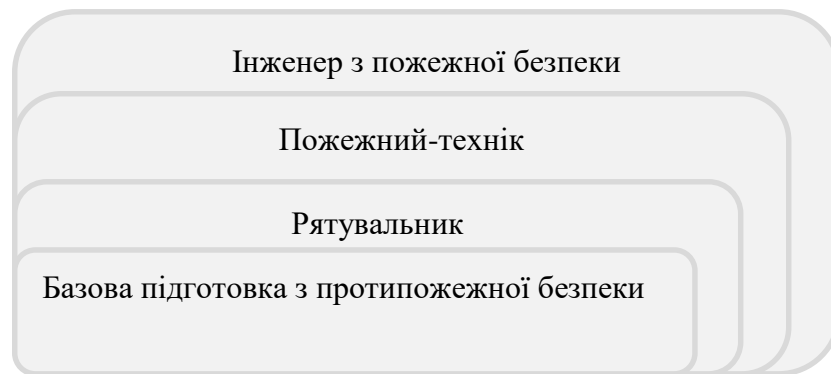 Інженер з пожежної безпеки
Пожежний-технік
Рятувальник
Базова підготовка з протипожежної безпеки